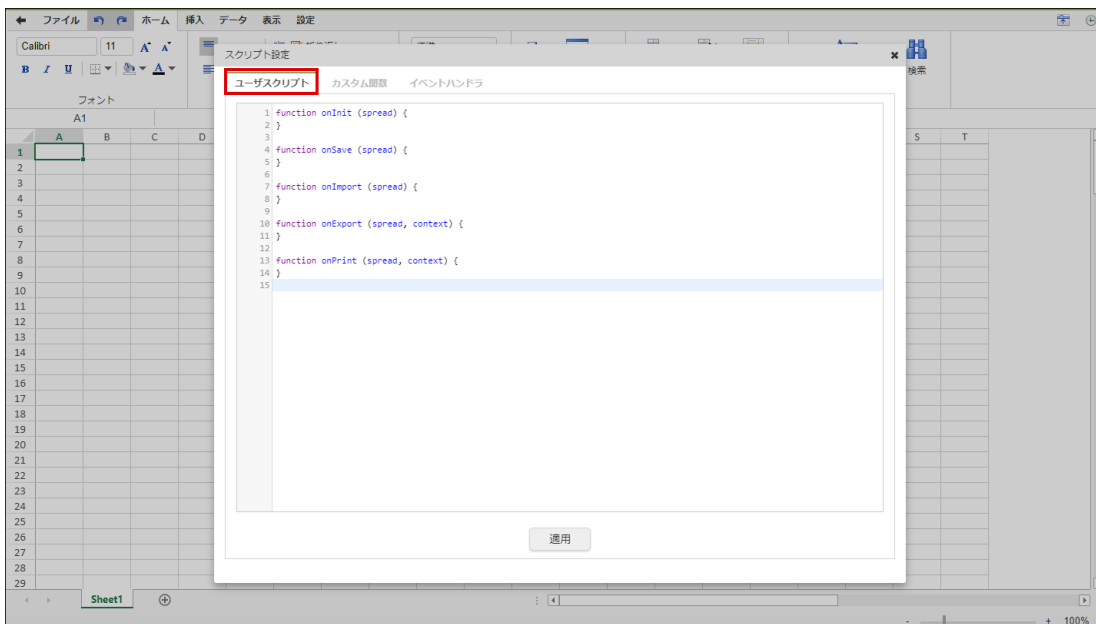 ファイル ホーム 挿入 データ 表示 設定
Calibri 11 A A
B I U A
フォント
検索
A1
A B C D S T
スクリプト設定
ユーザスクリプト カスタム関数 イベントハンドラ
1 function onInit (spread) {
2 }
3
4 function onSave (spread) {
5 }
6
7 function onImport (spread) {
8 }
9
10 function onExport (spread, context) {
11 }
12
13 function onPrint (spread, context) {
14 }
15
適用
1
2
3
4
5
6
7
8
9
10
11
12
13
14
15
16
17
18
19
20
21
22
23
24
25
26
27
28
29
Sheet1
- + 100%